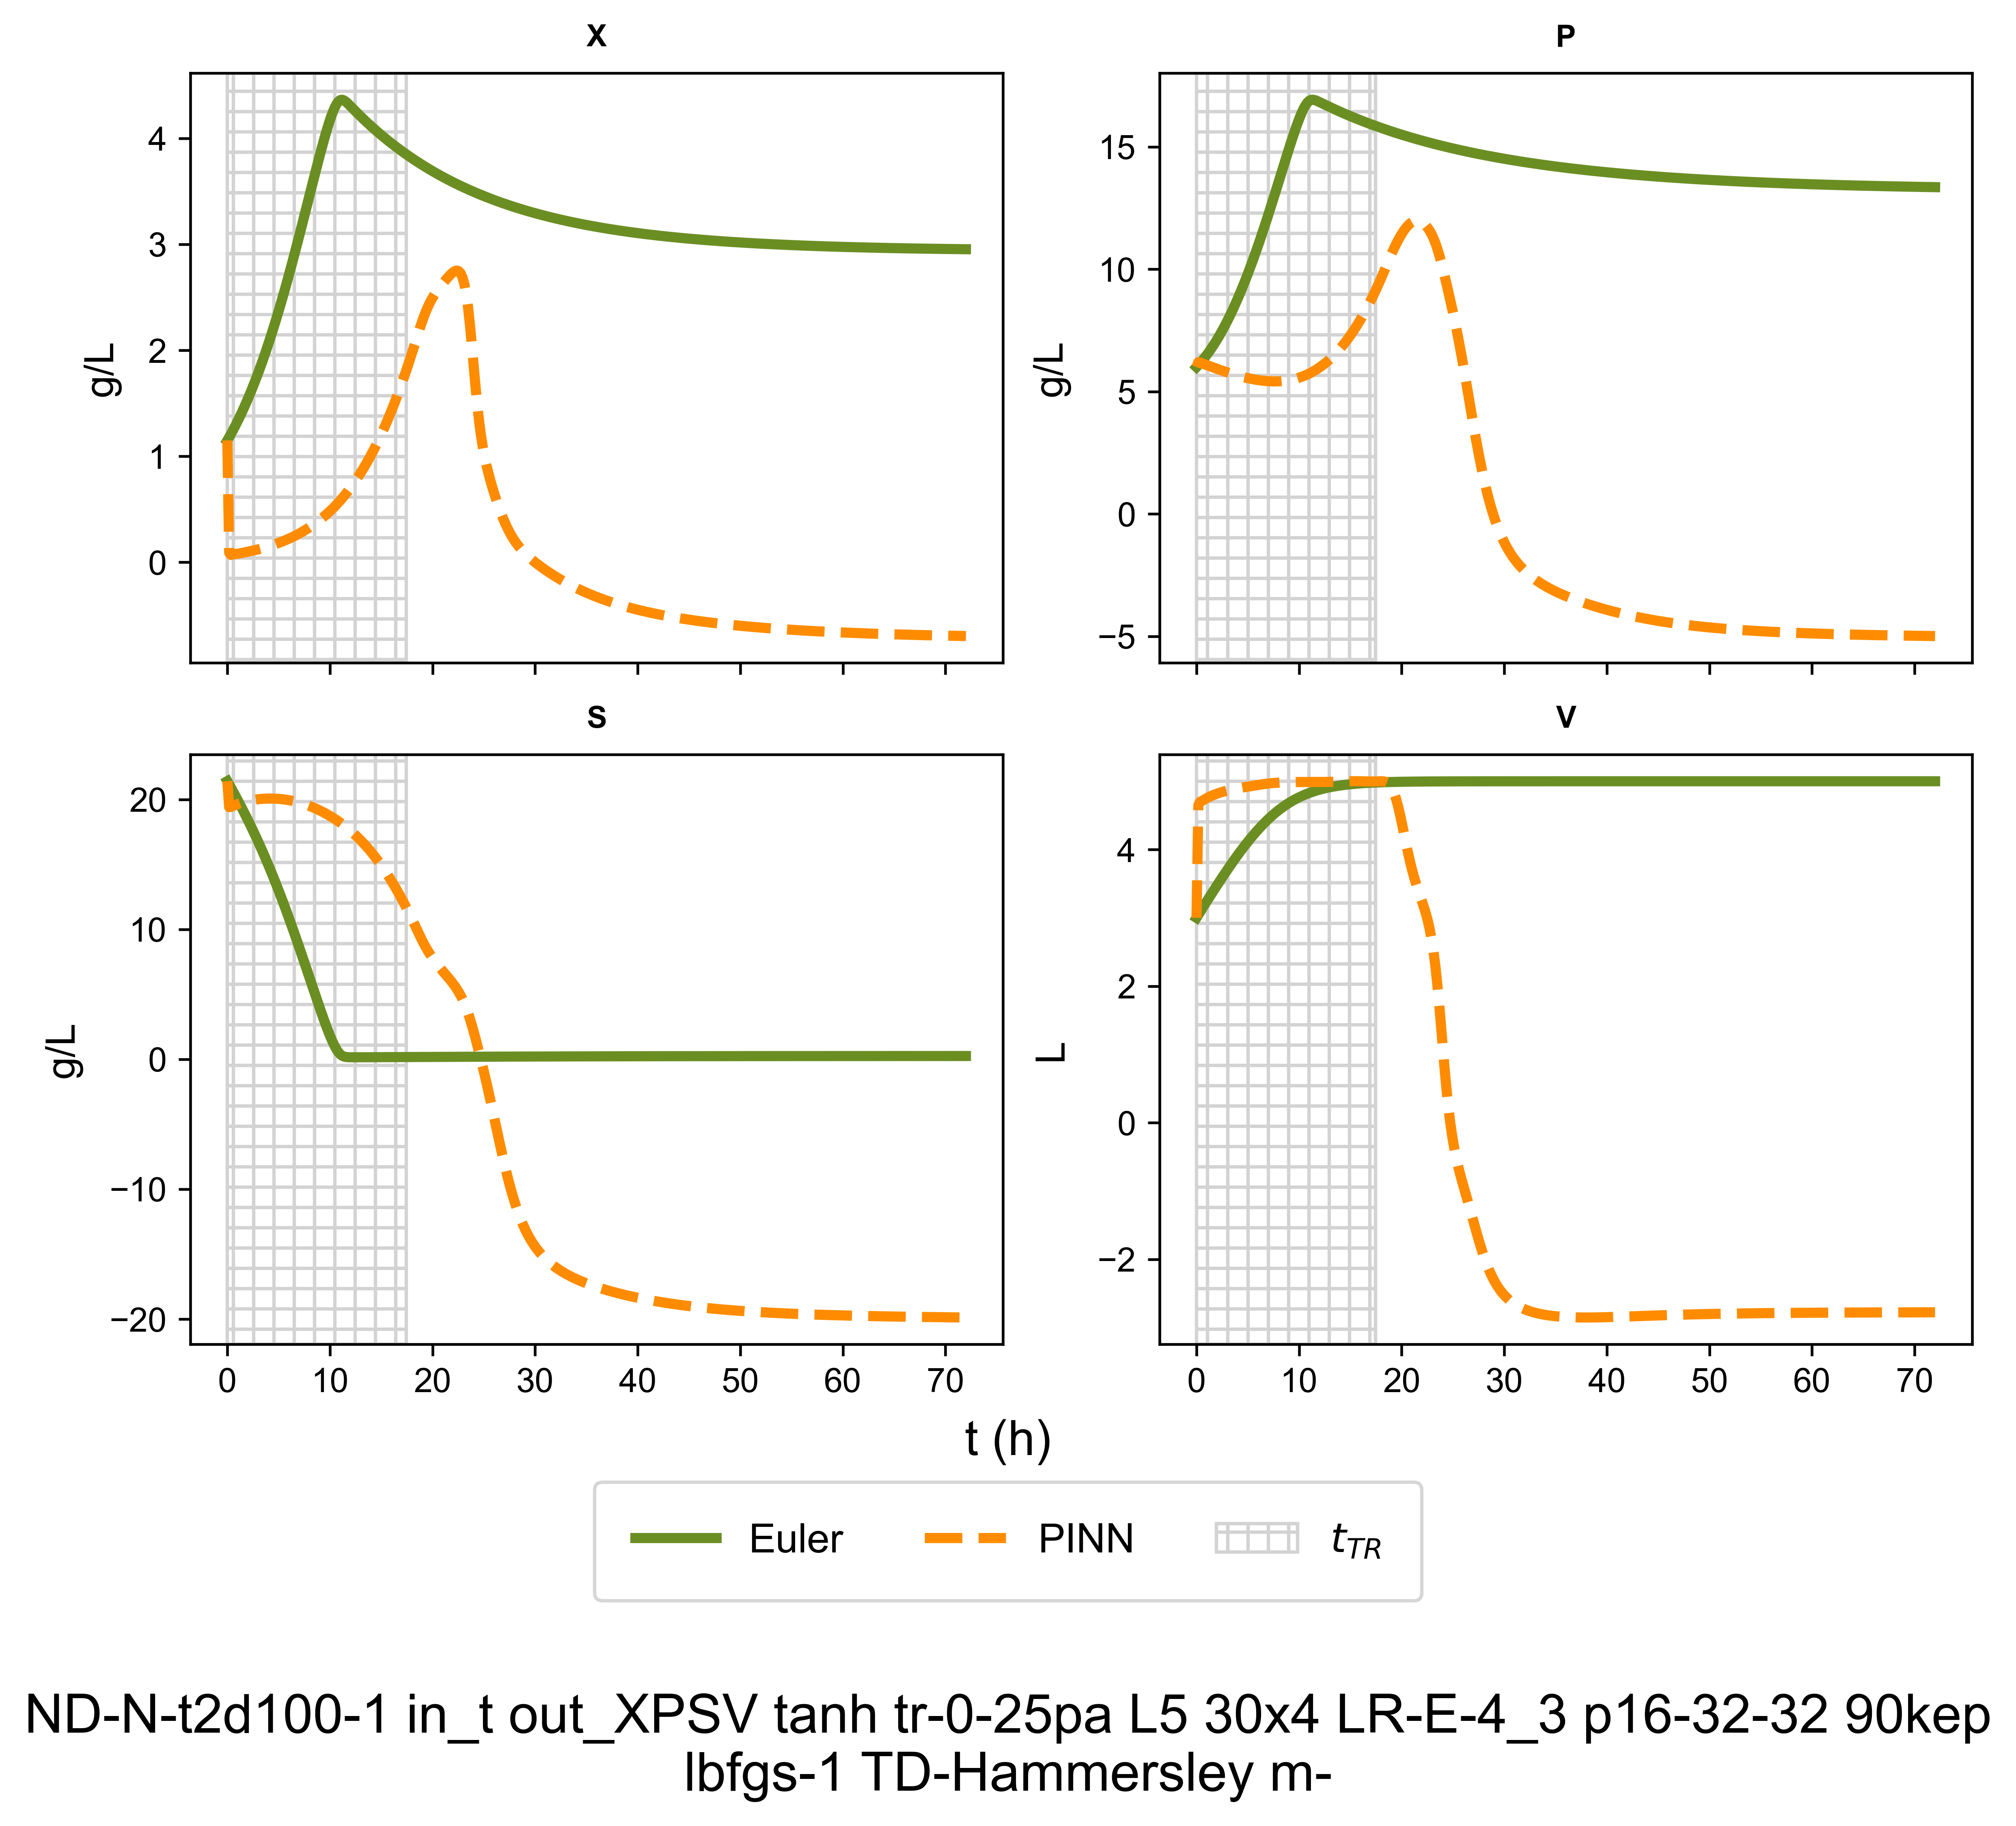 X
P
4
3
2
1
0
g/L
15
10
5
0
−5
g/L
S
V
20
10
0
−10
−20
g/L
4
2
0
−2
L
0 10 20 30 40 50 60 70
0 10 20 30 40 50 60 70
t (h)
Euler PINN tTR
ND-N-t2d100-1 in_t out_XPSV tanh tr-0-25pa L5 30x4 LR-E-4_3 p16-32-32 90kep
lbfgs-1 TD-Hammersley m-